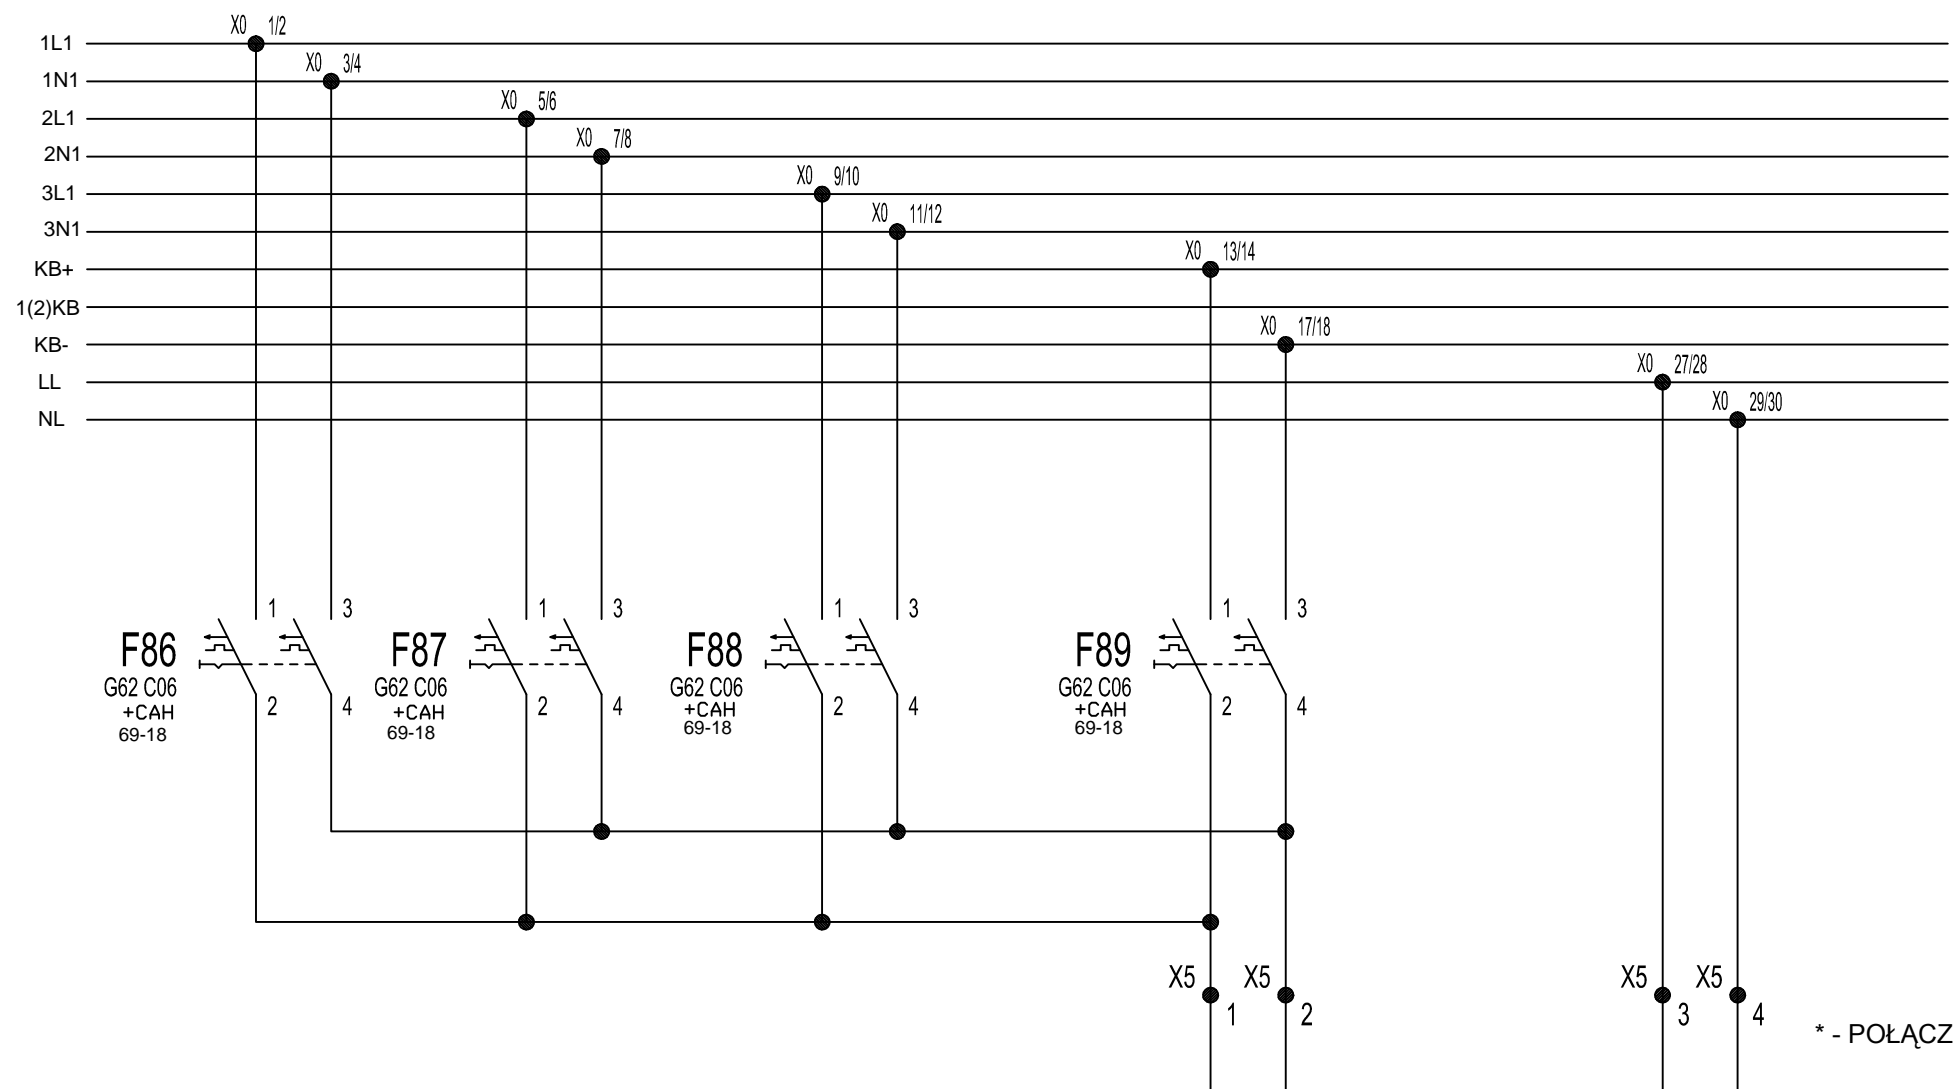 X0 1/2
1L1
X0 3/4
1N1
X0 5/6
2L1
X0 7/8
2N1
X0 9/10
3L1
X0 11/12
3N1
X0 13/14
KB+
1(2)KB
X0 17/18
KB-
X0 27/28
LL
X0 29/30
NL
1 3 1 3 1 3 1 3
F86 F87 F88 F89
G62 C06 G62 C06 G62 C06 G62 C06
2 4 2 4 2 4 2 4
+CAH +CAH +CAH +CAH
69-18 69-18 69-18 69-18
X5 X5 X5 X5
1 2 3 4
* - POŁĄCZ